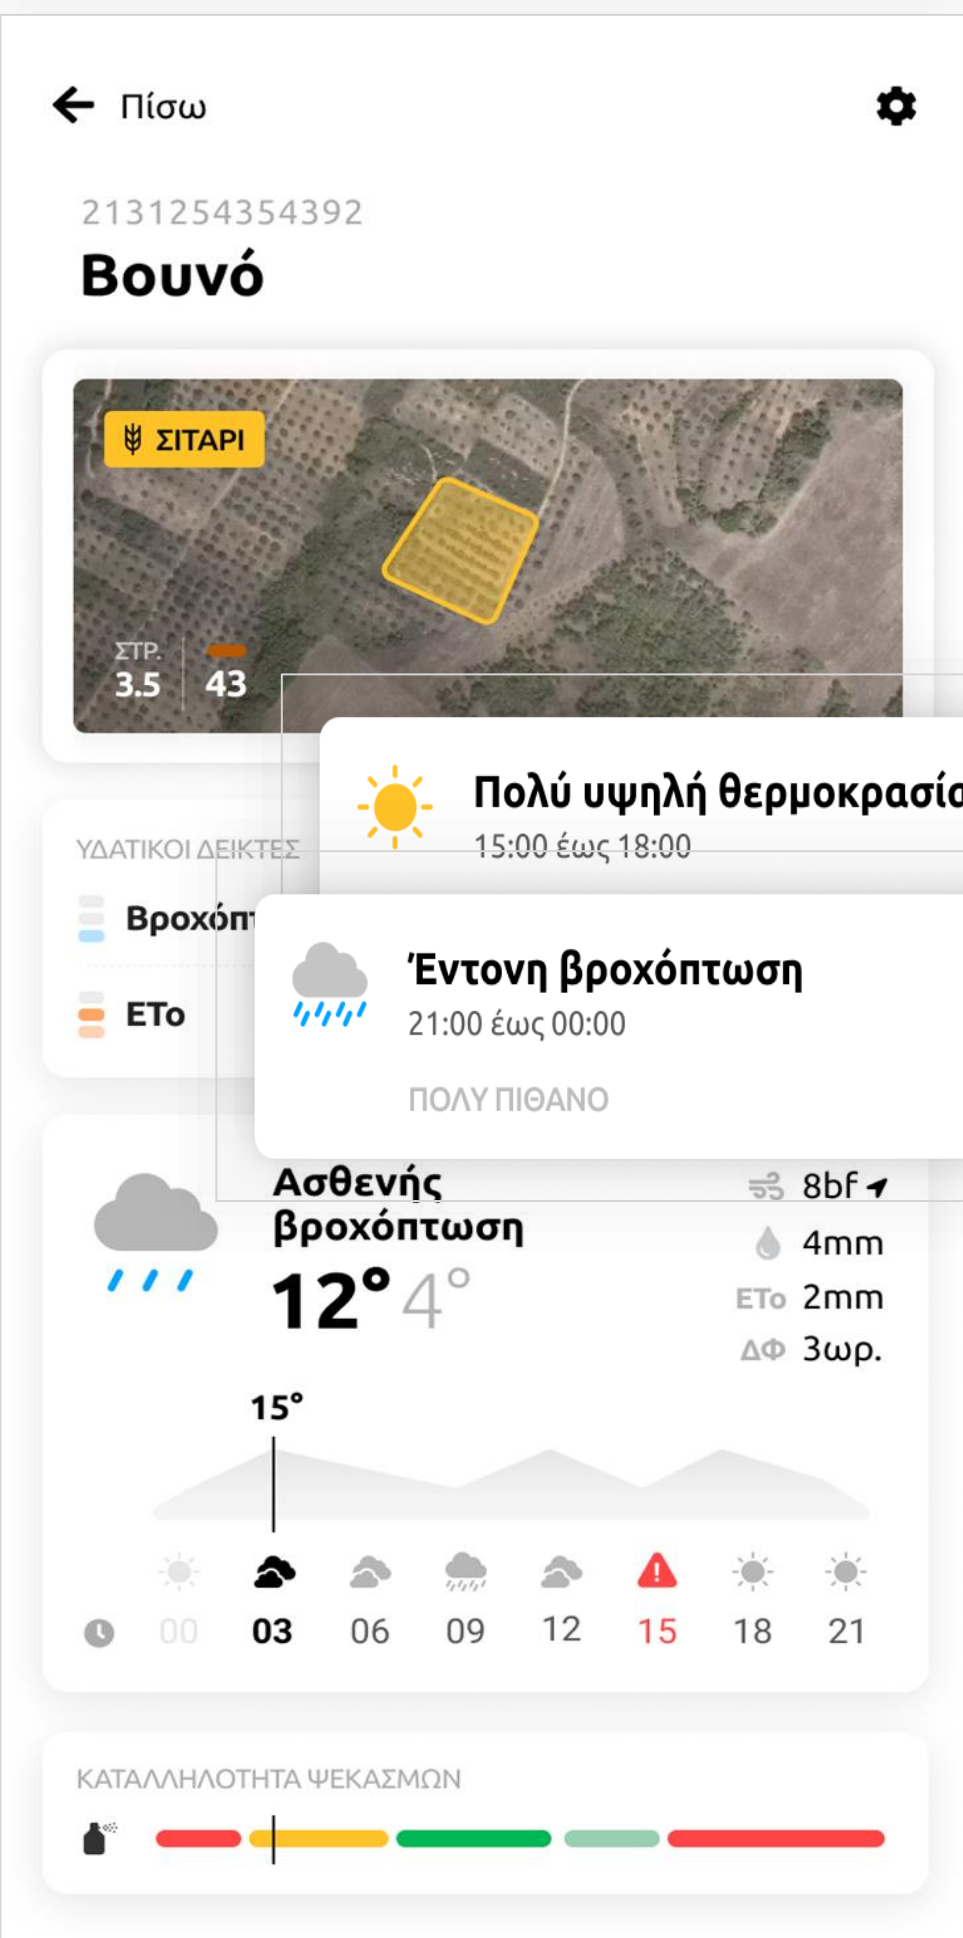 Πίσω
2131254354392
Βουνό
ΣΙΤΑΡΙ
ΣΤΡ.
3.5
43
Πολύ υψηλή
15:00 έως 18:00
ΥΔΑΤΙΚΟΙ ΔΕΙΚΤΕΣ
ETo
Έντονη βροχόπτωση
21:00 έως 00:00
ΠΟΛΥ ΠΙΘΑΝΟ
Ασθενής
βροχόπτωση
12° 4°
8bf
4mm
ETo 2mm
ΔΦ 3ωρ.
15°
00 03 06 09 12 15 18 21
ΚΑΤΑΛΛΗΛΟΤΗΤΑ ΨΕΚΑΣΜΩΝ